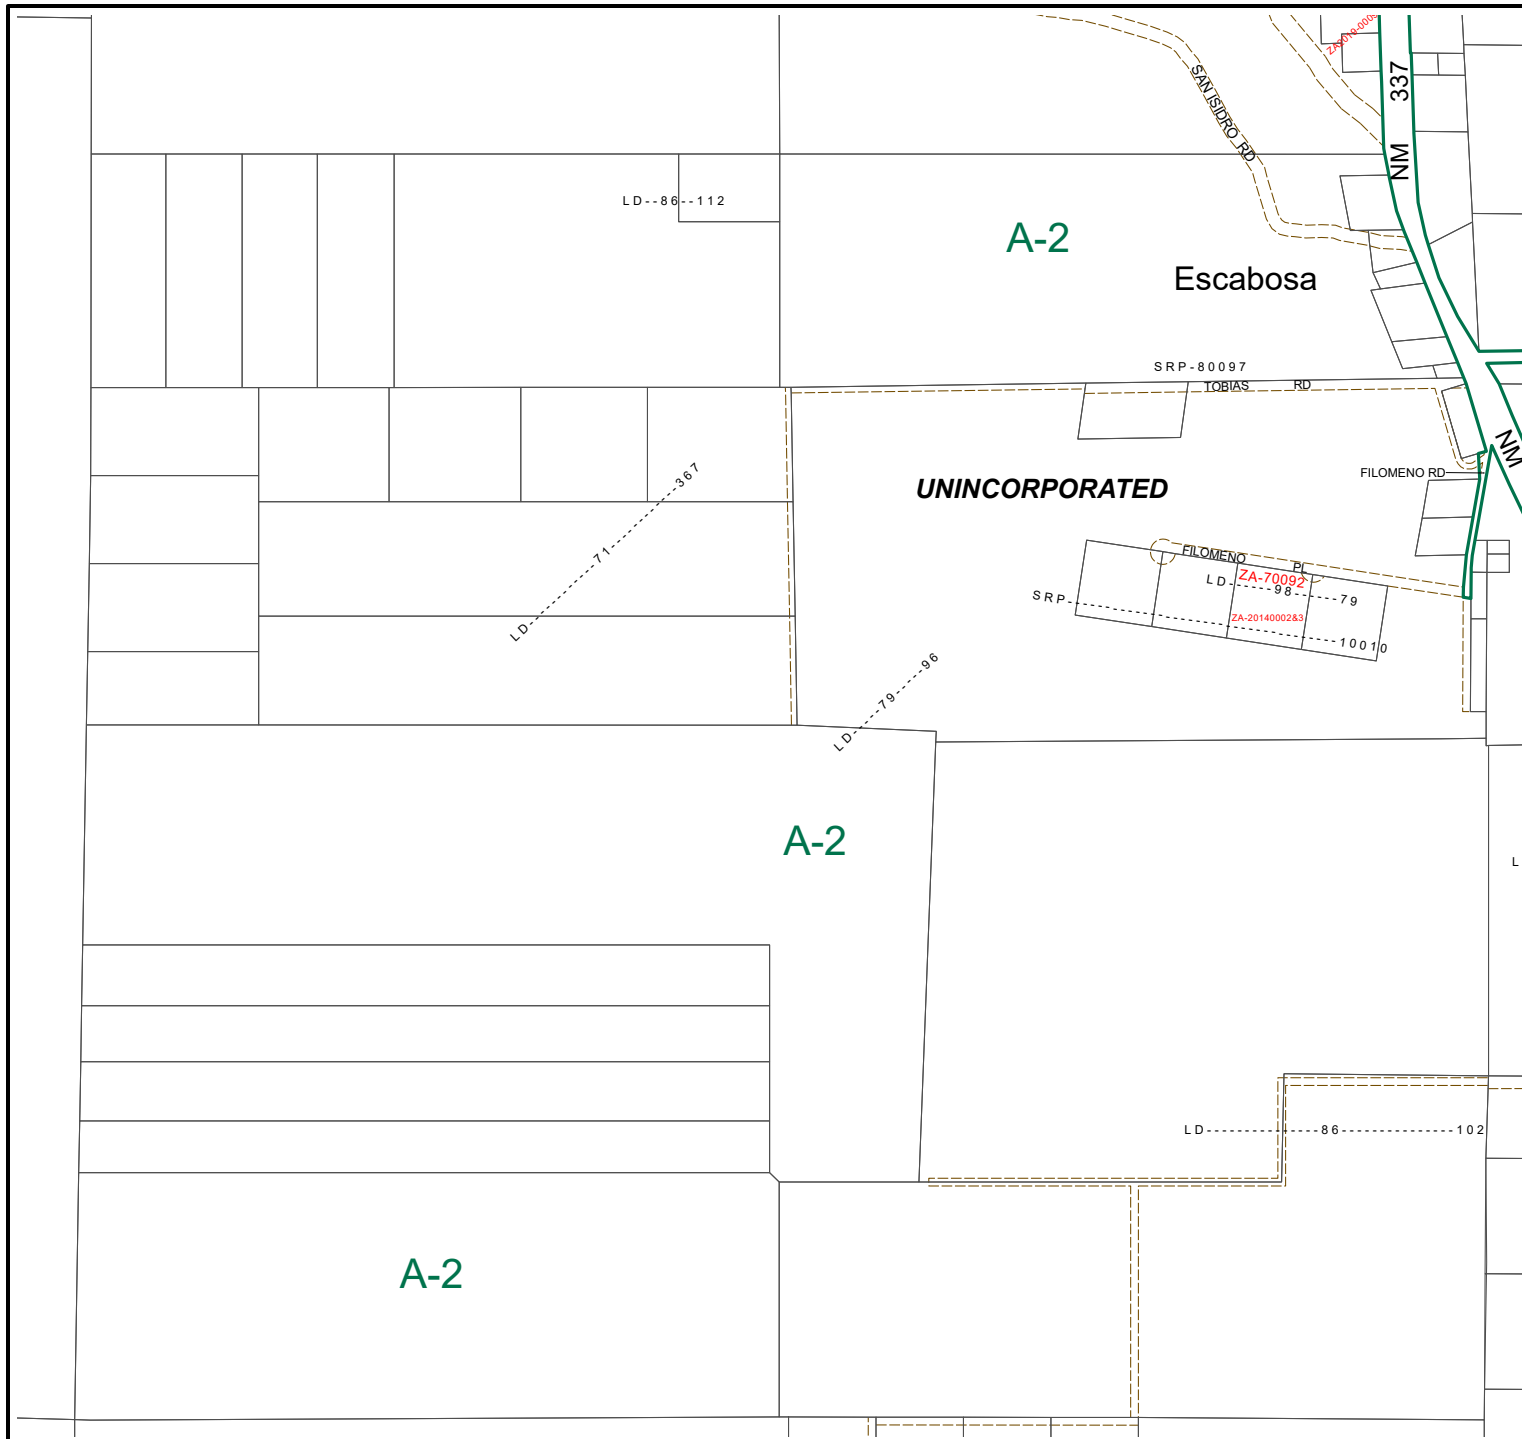 NM 337
SAN ISIDRO RD
LD--86--112
A-2
Escabosa
SRP-80097
TOBIAS RD
NM
FILOMENO RD
UNINCORPORATED
LD------71---------367
FILOMENO PL
ZA-70092
LD------98------79
ZA-20140002&3
SRP---------------10010
LD-----79-----96
A-2
L
LD--------------86--------------102
A-2